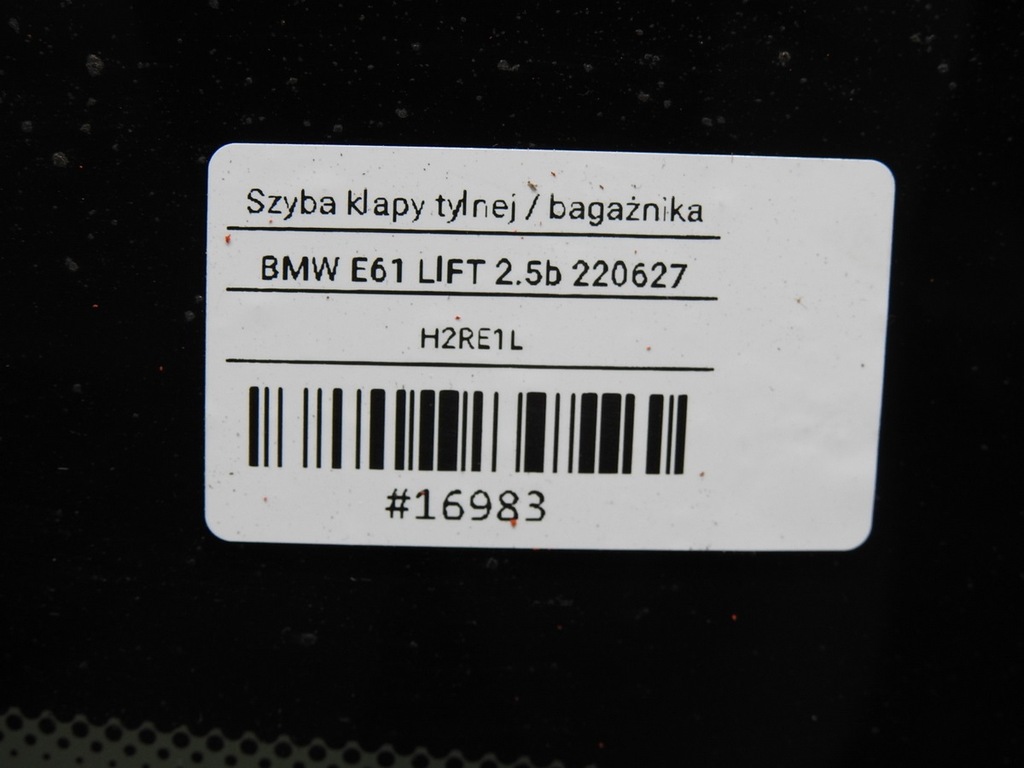 Szyba klapy tylnej / bagażnika
BMW E61 LIFT 2.5b 220627
H2RE1L
#16983